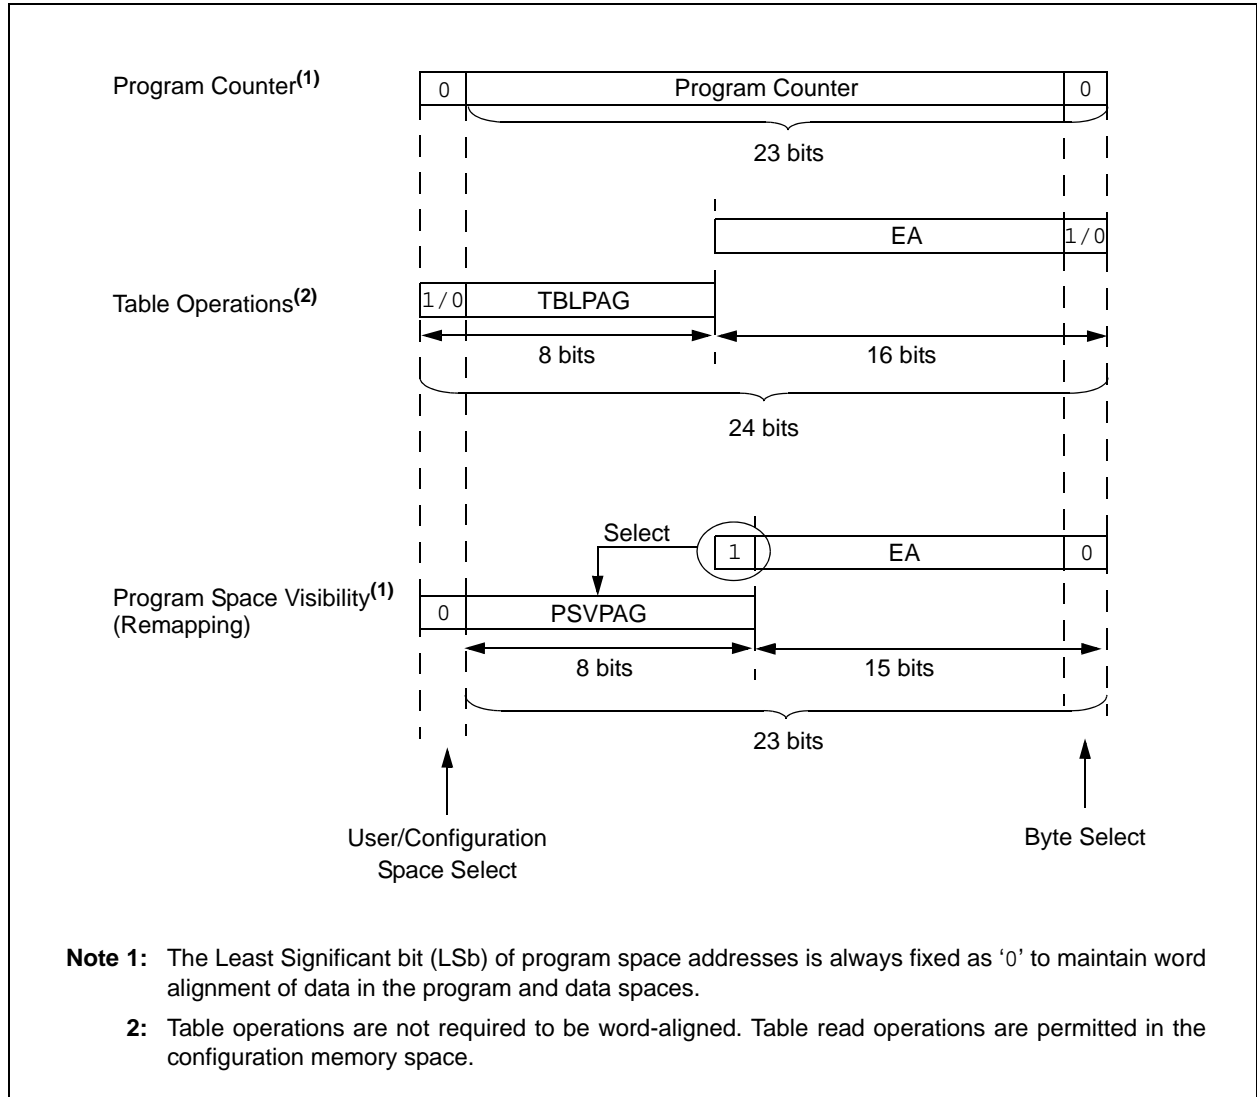 Program Counter(1)
0 Program Counter 0
23 bits
EA 1/0
Table Operations(2)
1/0 TBLPAG
8 bits 16 bits
24 bits
Select
1 EA 0
Program Space Visibility(1)
(Remapping)
0 PSVPAG
8 bits 15 bits
23 bits
User/Configuration
Space Select
Byte Select
Note 1: The Least Significant bit (LSb) of program space addresses is always fixed as ‘0’ to maintain word
alignment of data in the program and data spaces.
2: Table operations are not required to be word-aligned. Table read operations are permitted in the
configuration memory space.